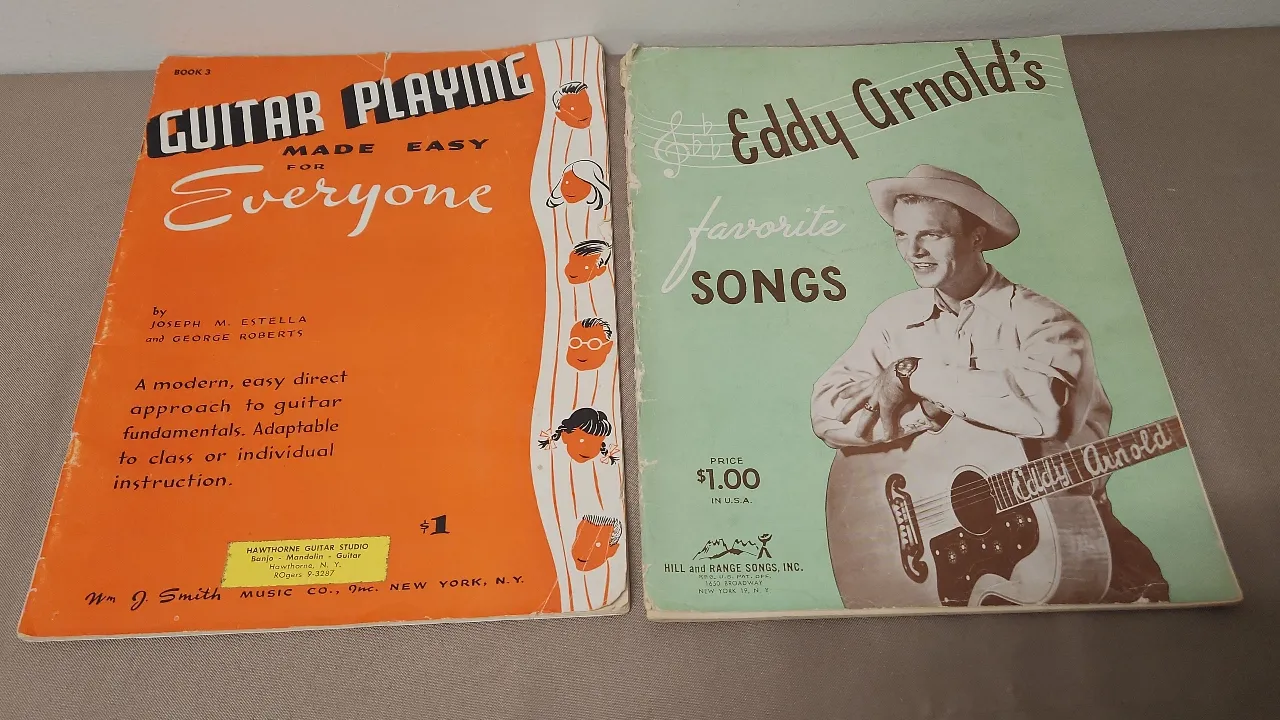 BOOK 3
GUITAR PLAYING
MADE EASY
FOR
Everyone
by
JOSEPH M. ESTELLA
and GEORGE ROBERTS
A modern, easy direct
approach to guitar
fundamentals. Adaptable
to class or individual
instruction.
$1
HAWTHORNE GUITAR STUDIO
Banjo - Mandolin - Guitar
Hawthorne, N. Y.
ROgers 9-3287
Wm J. Smith MUSIC CO., Inc. NEW YORK, N.Y.
Eddy Arnold's
favorite
SONGS
PRICE
$1.00
IN U.S.A.
Eddy Arnold
HILL and RANGE SONGS, INC.
REG. U.S. PAT. OFF.
1650 BROADWAY
NEW YORK 19, N. Y.